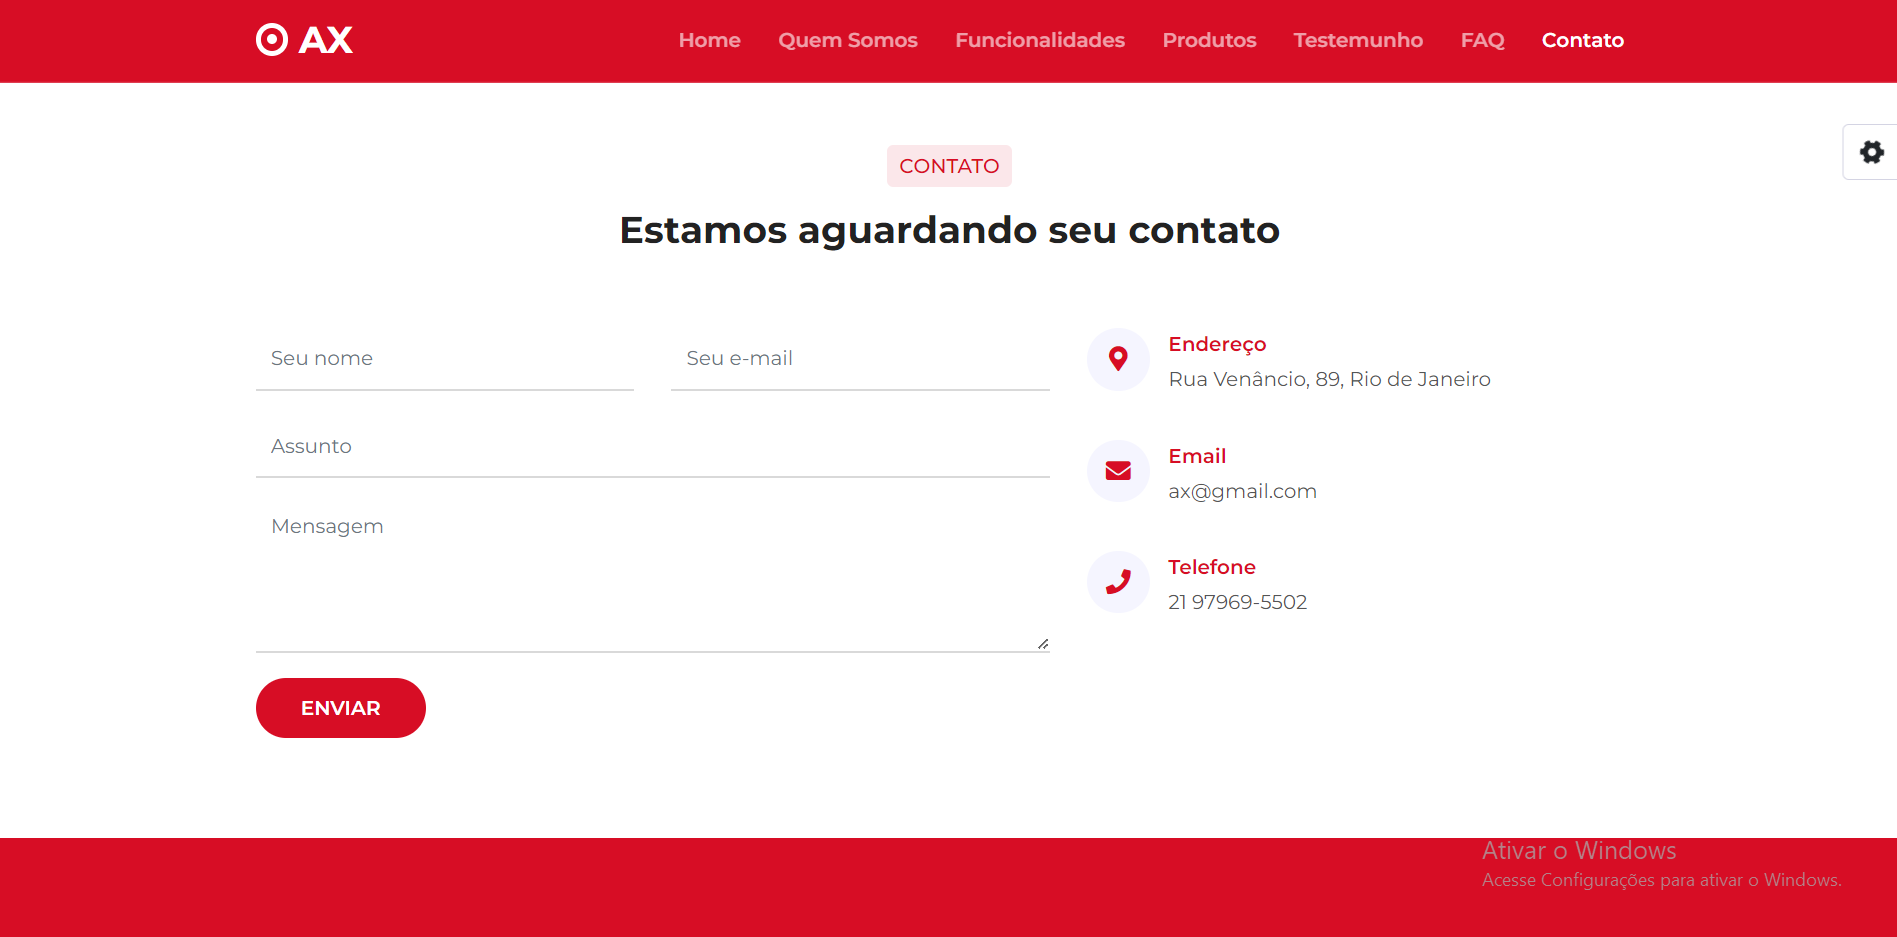 AX
Home Quem Somos Funcionalidades Produtos Testemunho FAQ Contato
CONTATO
Estamos aguardando seu contato
Seu nome
Seu e-mail
Assunto
Mensagem
ENVIAR
Endereço
Rua Venâncio, 89, Rio de Janeiro
Email
ax@gmail.com
Telefone
21 97969-5502
Ativar o Windows
Acesse Configurações para ativar o Windows.